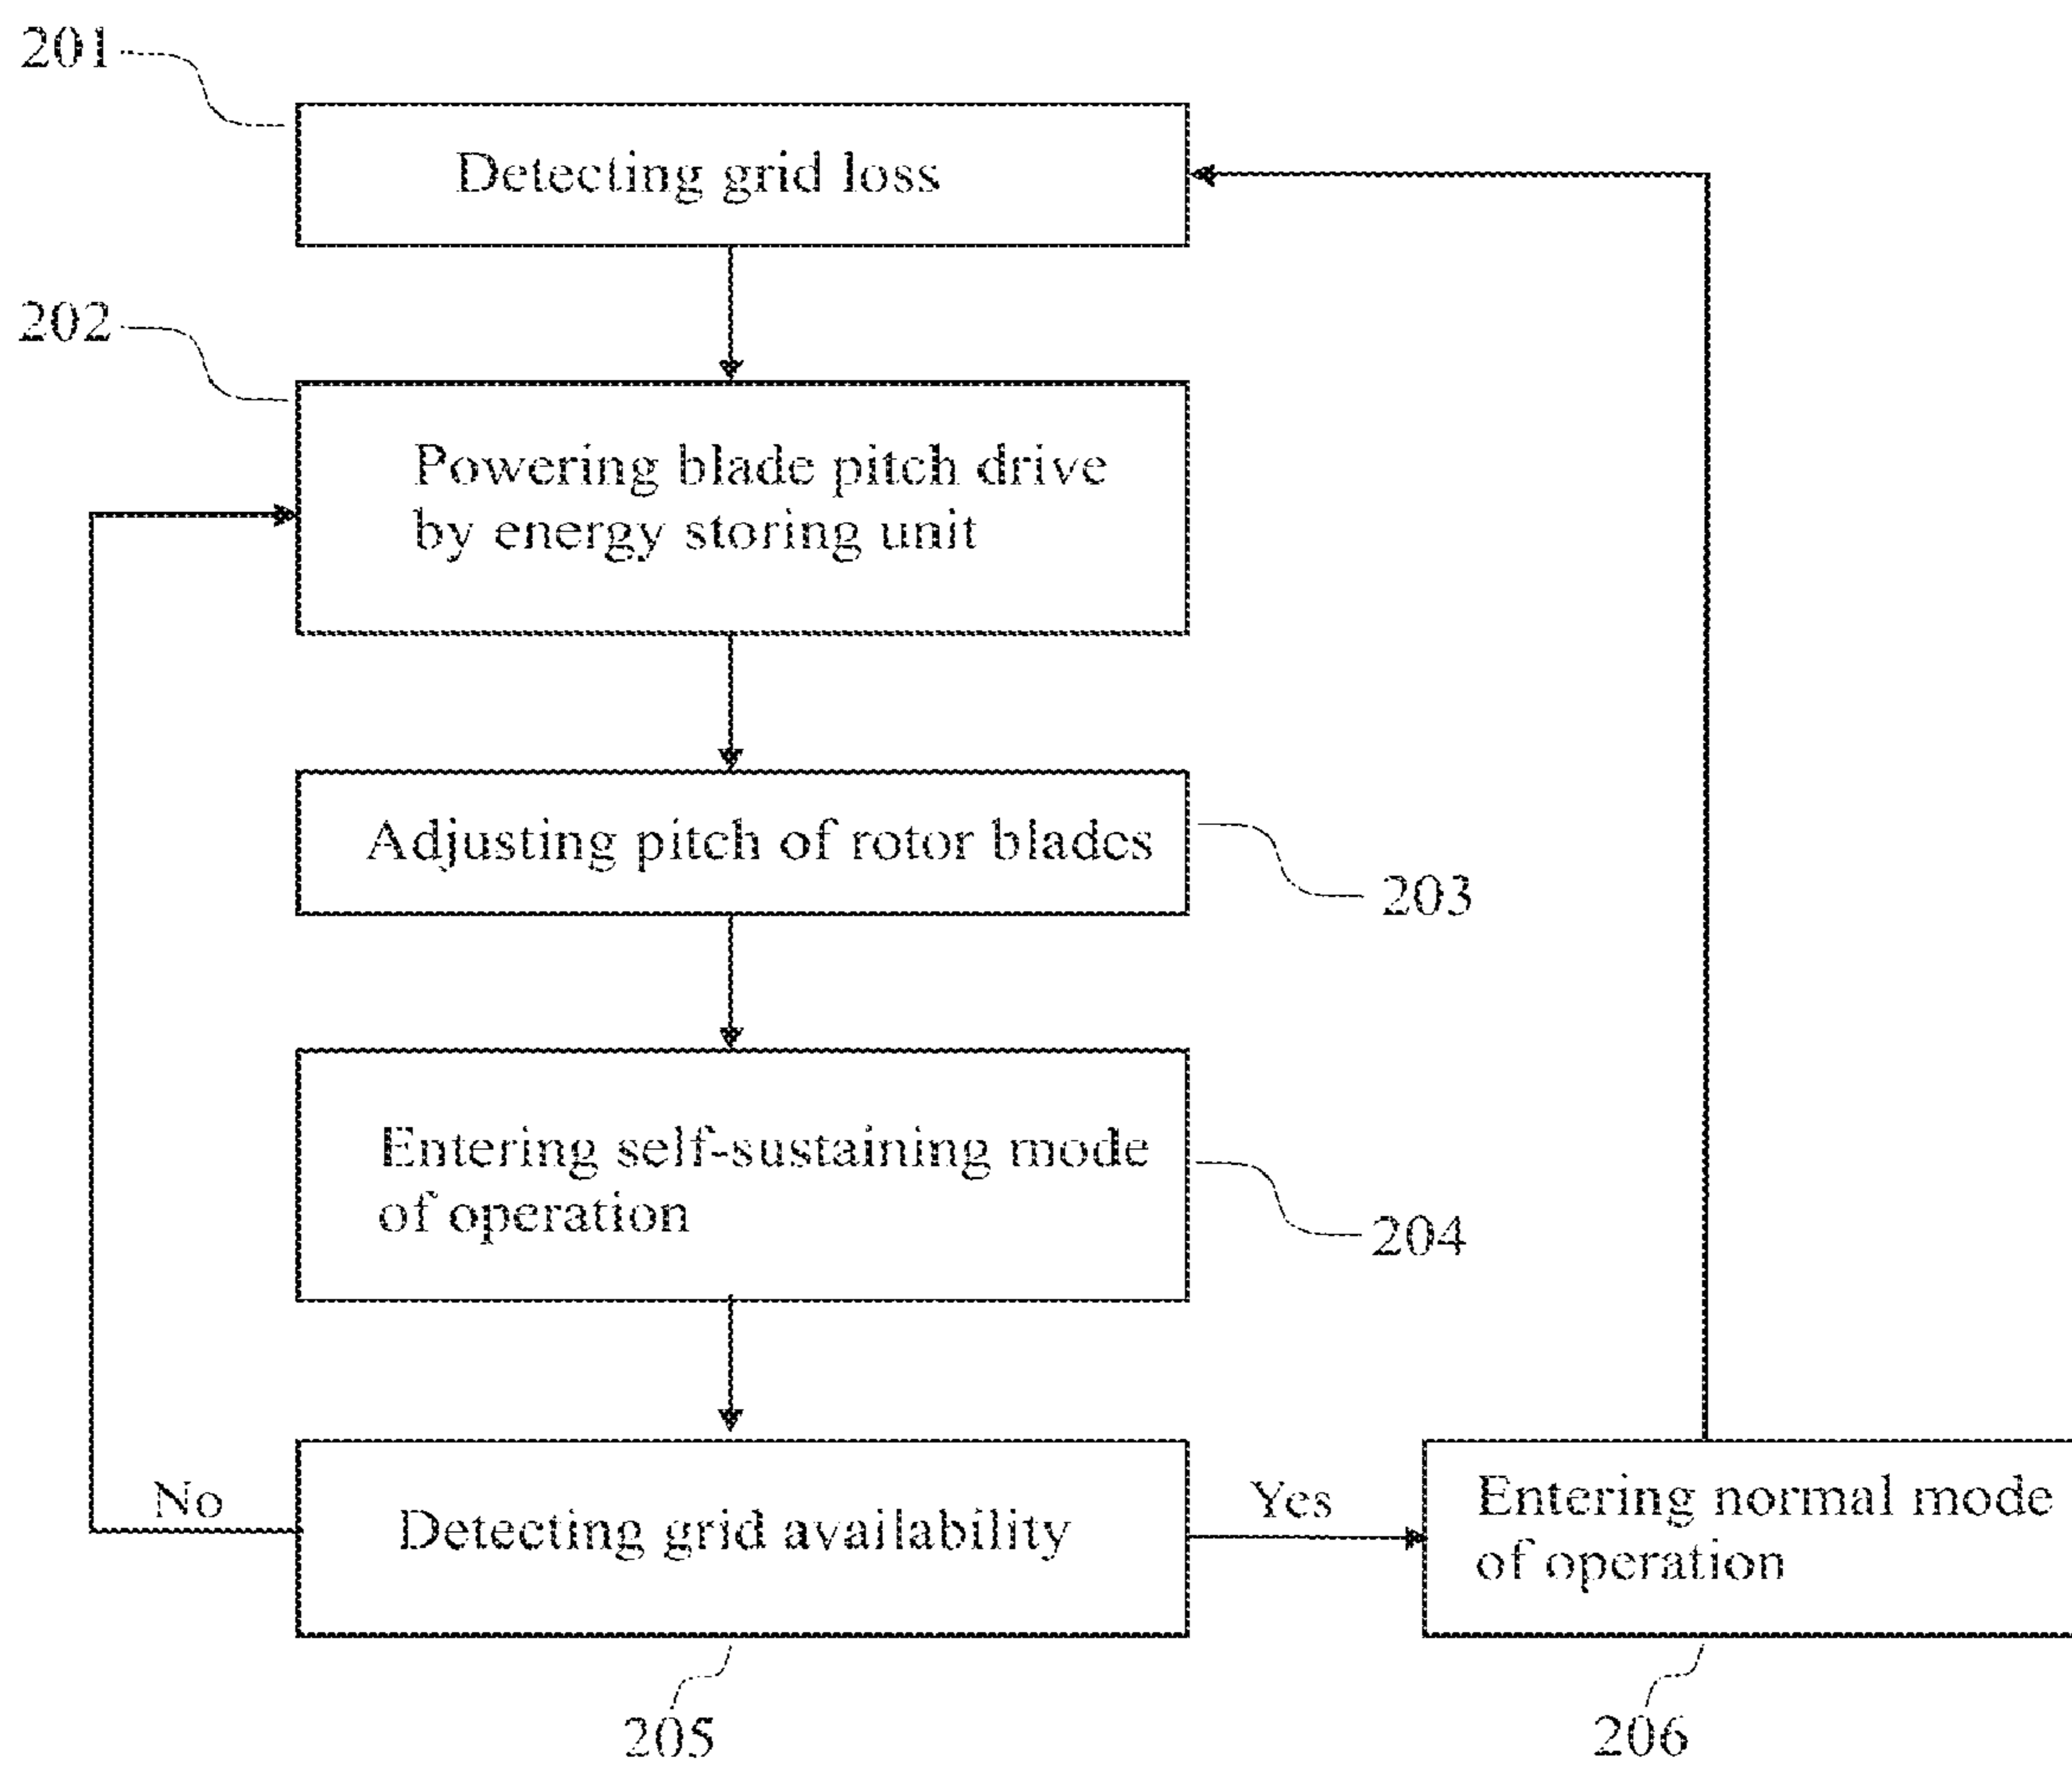 201
Detecting grid loss
202
Powering blade pitch drive
by energy storing unit
Adjusting pitch of rotor blades
203
Entering self-sustaining mode
of operation
204
No
Detecting grid availability
Yes
Entering normal mode
of operation
205
206